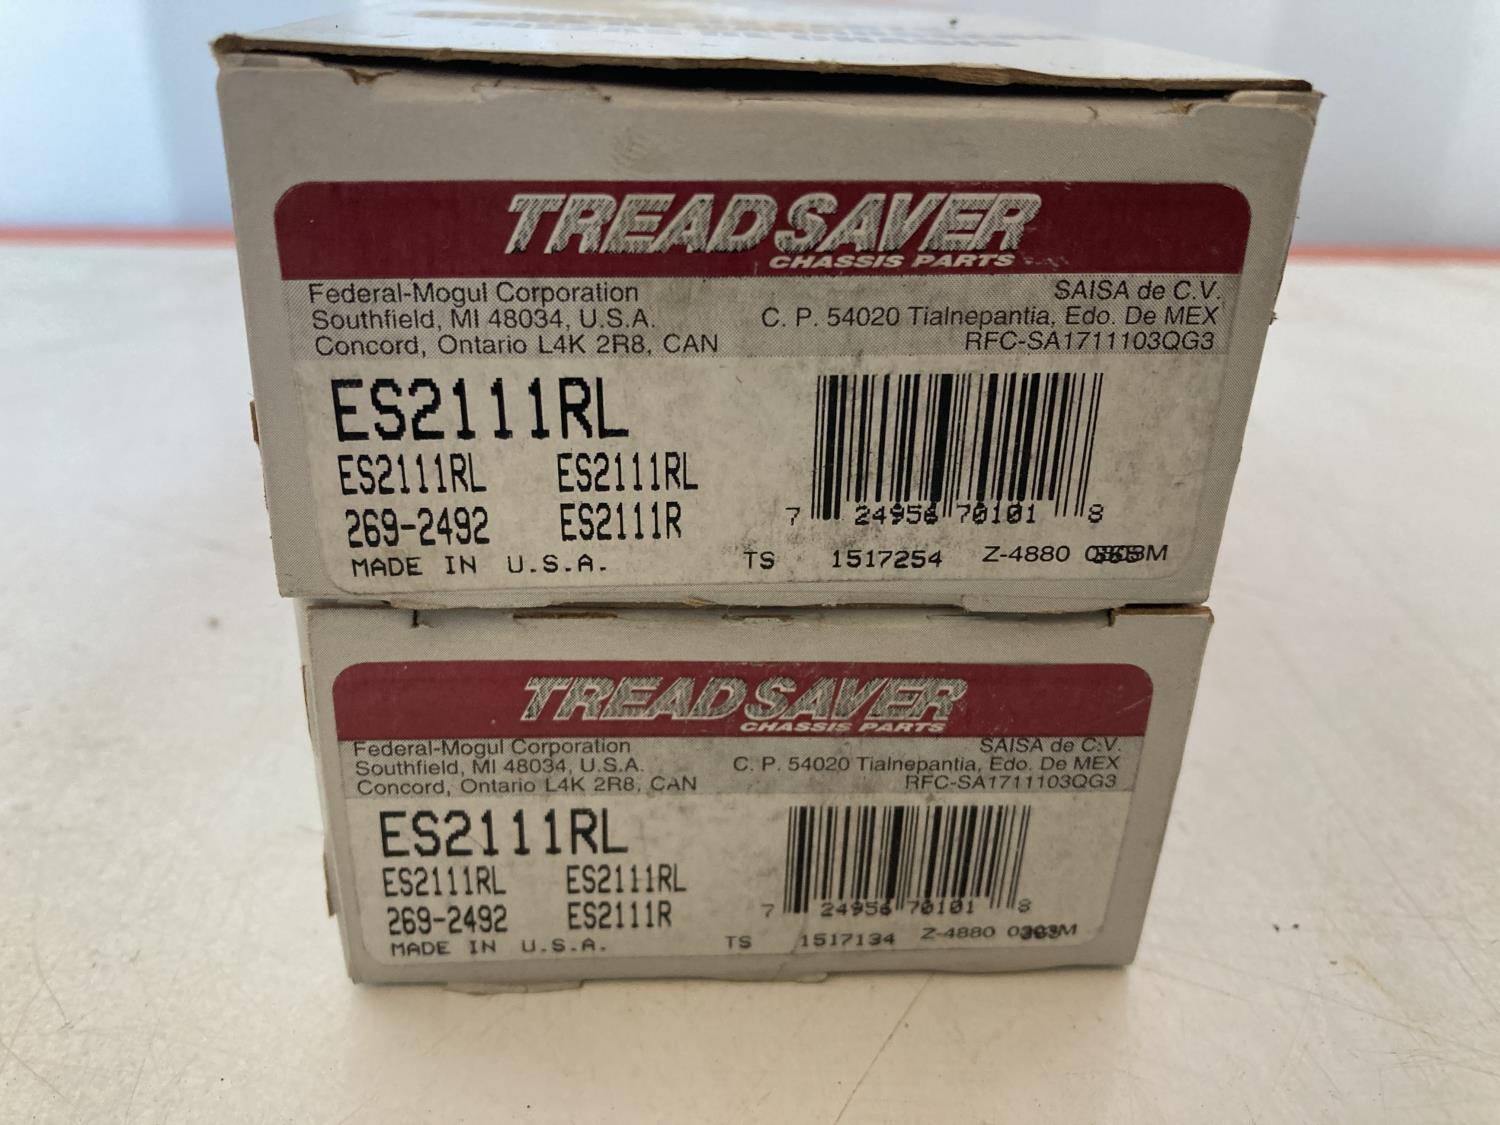 TREADSAVER
CHASSIS PARTS
Federal-Mogul Corporation
Southfield, MI 48034, U.S.A.
Concord, Ontario L4K 2R8, CAN
SAISA de C.V.
C. P. 54020 Tialnepantia, Edo. De MEX
RFC-SA1711103QG3
ES2111RL
ES2111RL ES2111RL
269-2492 ES2111R
MADE IN U.S.A.
7 24956 70101 8
TS 1517254 Z-4880
TREADSAVER
CHASSIS PARTS
Federal-Mogul Corporation
Southfield, MI 48034, U.S.A.
Concord, Ontario L4K 2R8, CAN
SAISA de C.V.
C. P. 54020 Tialnepantia, Edo. De MEX
RFC-SA1711103QG3
ES2111RL
ES2111RL ES2111RL
269-2492 ES2111R
MADE IN U.S.A.
7 24956 70101 8
TS 1517134 Z-4880